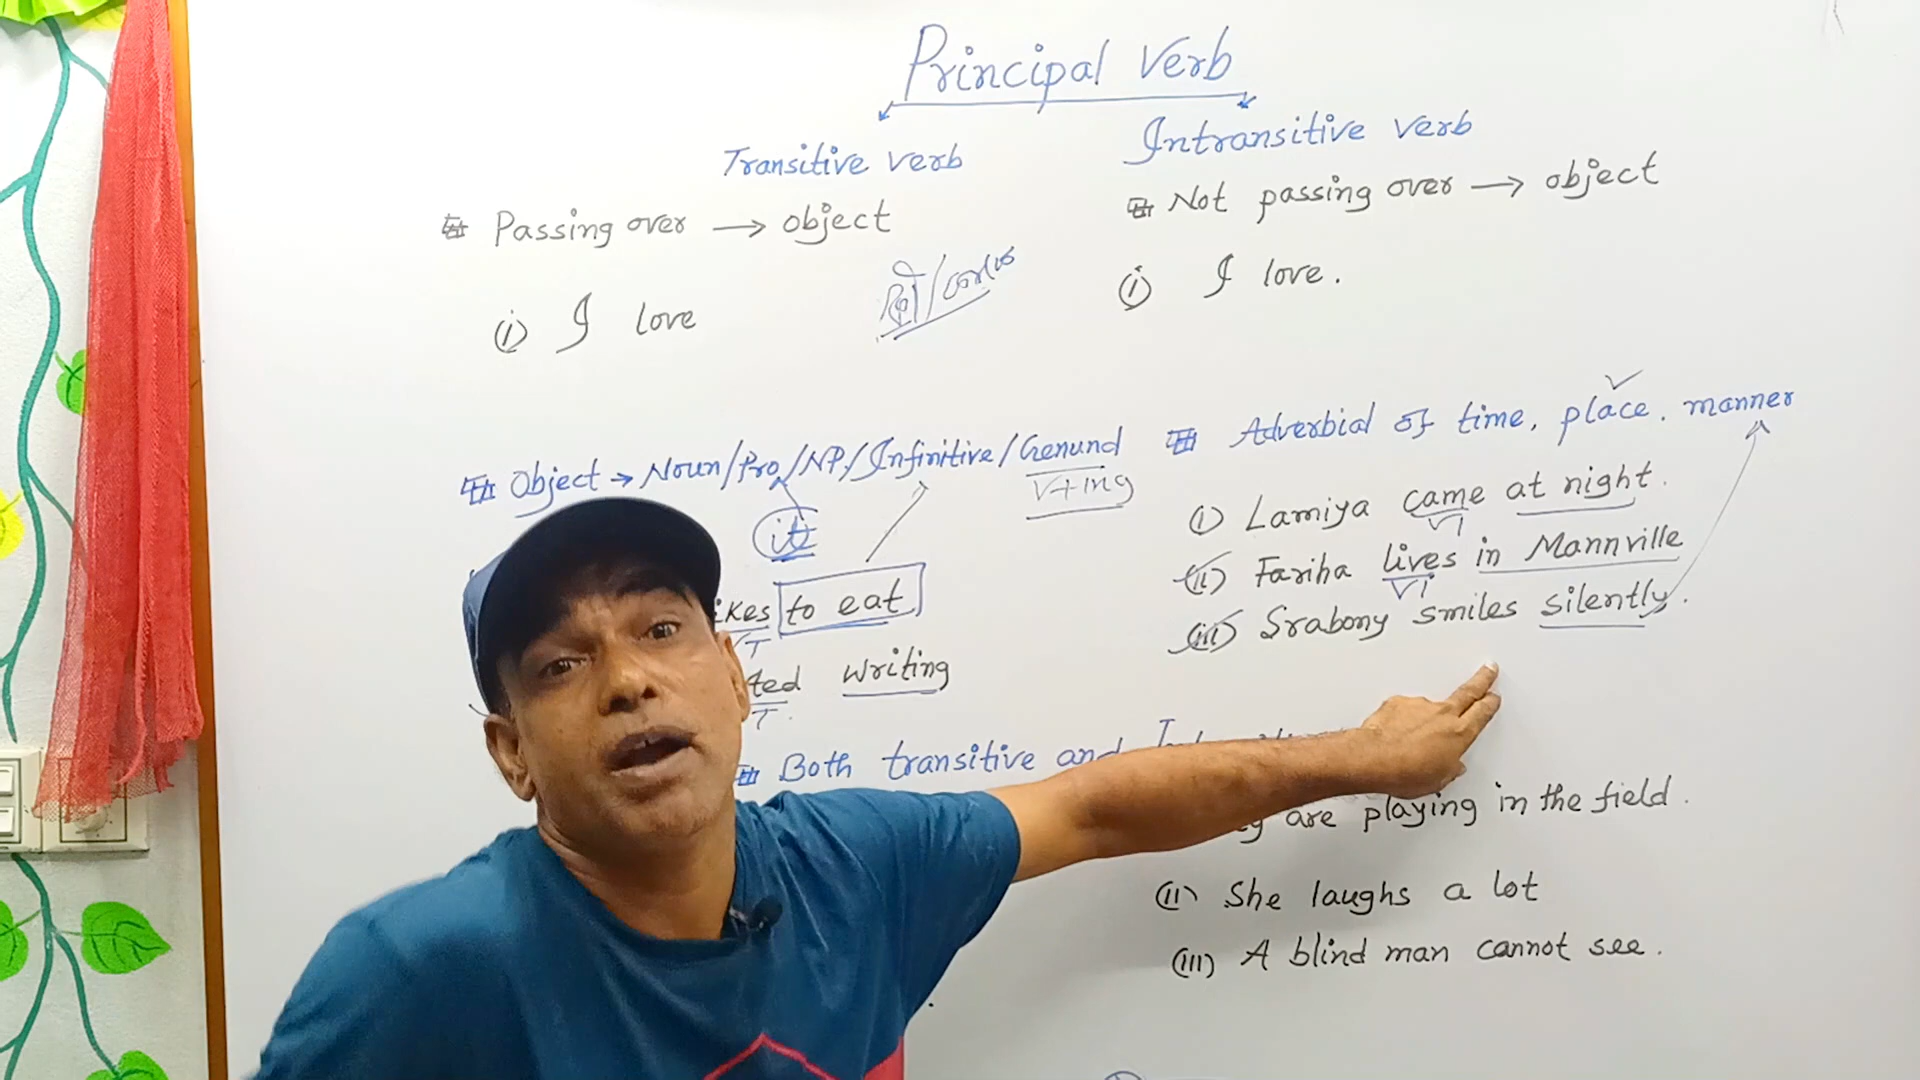 Principal Verb
Transitive verb
Passing over → object
(i) I love
Object → Noun/Pro/NP/Infinitive/Gerund
V+ing
it
to eat
VT
writing
VT
Intransitive verb
Not passing over → object
(i) I love.
Adverbial of time, place, manner
(i) Lamiya came at night.
VI
(ii) Fariha lives in Mannville
VI
(iii) Srabony smiles silently.
Both transitive and
are playing in the field.
(ii) She laughs a lot
(iii) A blind man cannot see.